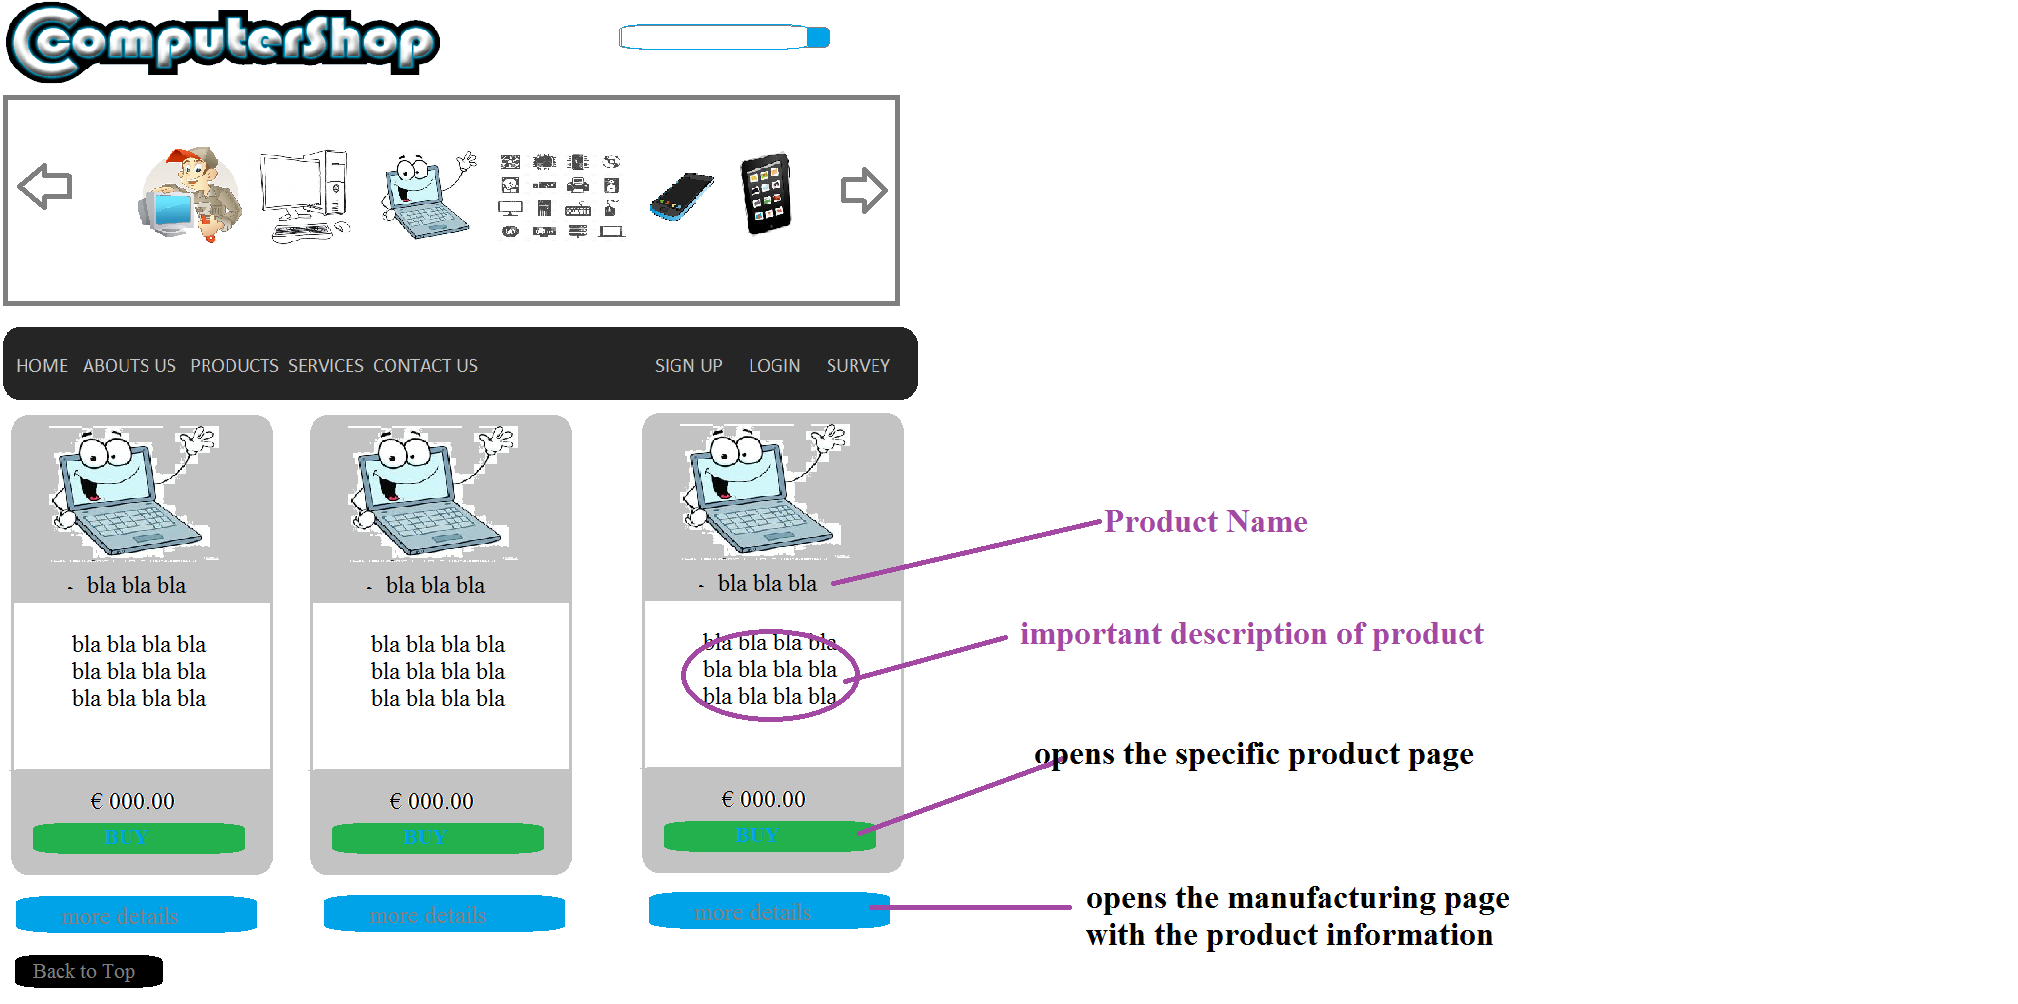 ComputerShop
HOME ABOUTS US PRODUCTS SERVICES CONTACT US SIGN UP LOGIN SURVEY
- bla bla bla
bla bla bla bla
bla bla bla bla
bla bla bla bla
€ 000.00
BUY
more details
- bla bla bla
bla bla bla bla
bla bla bla bla
bla bla bla bla
€ 000.00
BUY
more details
- bla bla bla
bla bla bla bla
bla bla bla bla
bla bla bla bla
€ 000.00
BUY
more details
Product Name
important description of product
opens the specific product page
opens the manufacturing page
with the product information
Back to Top